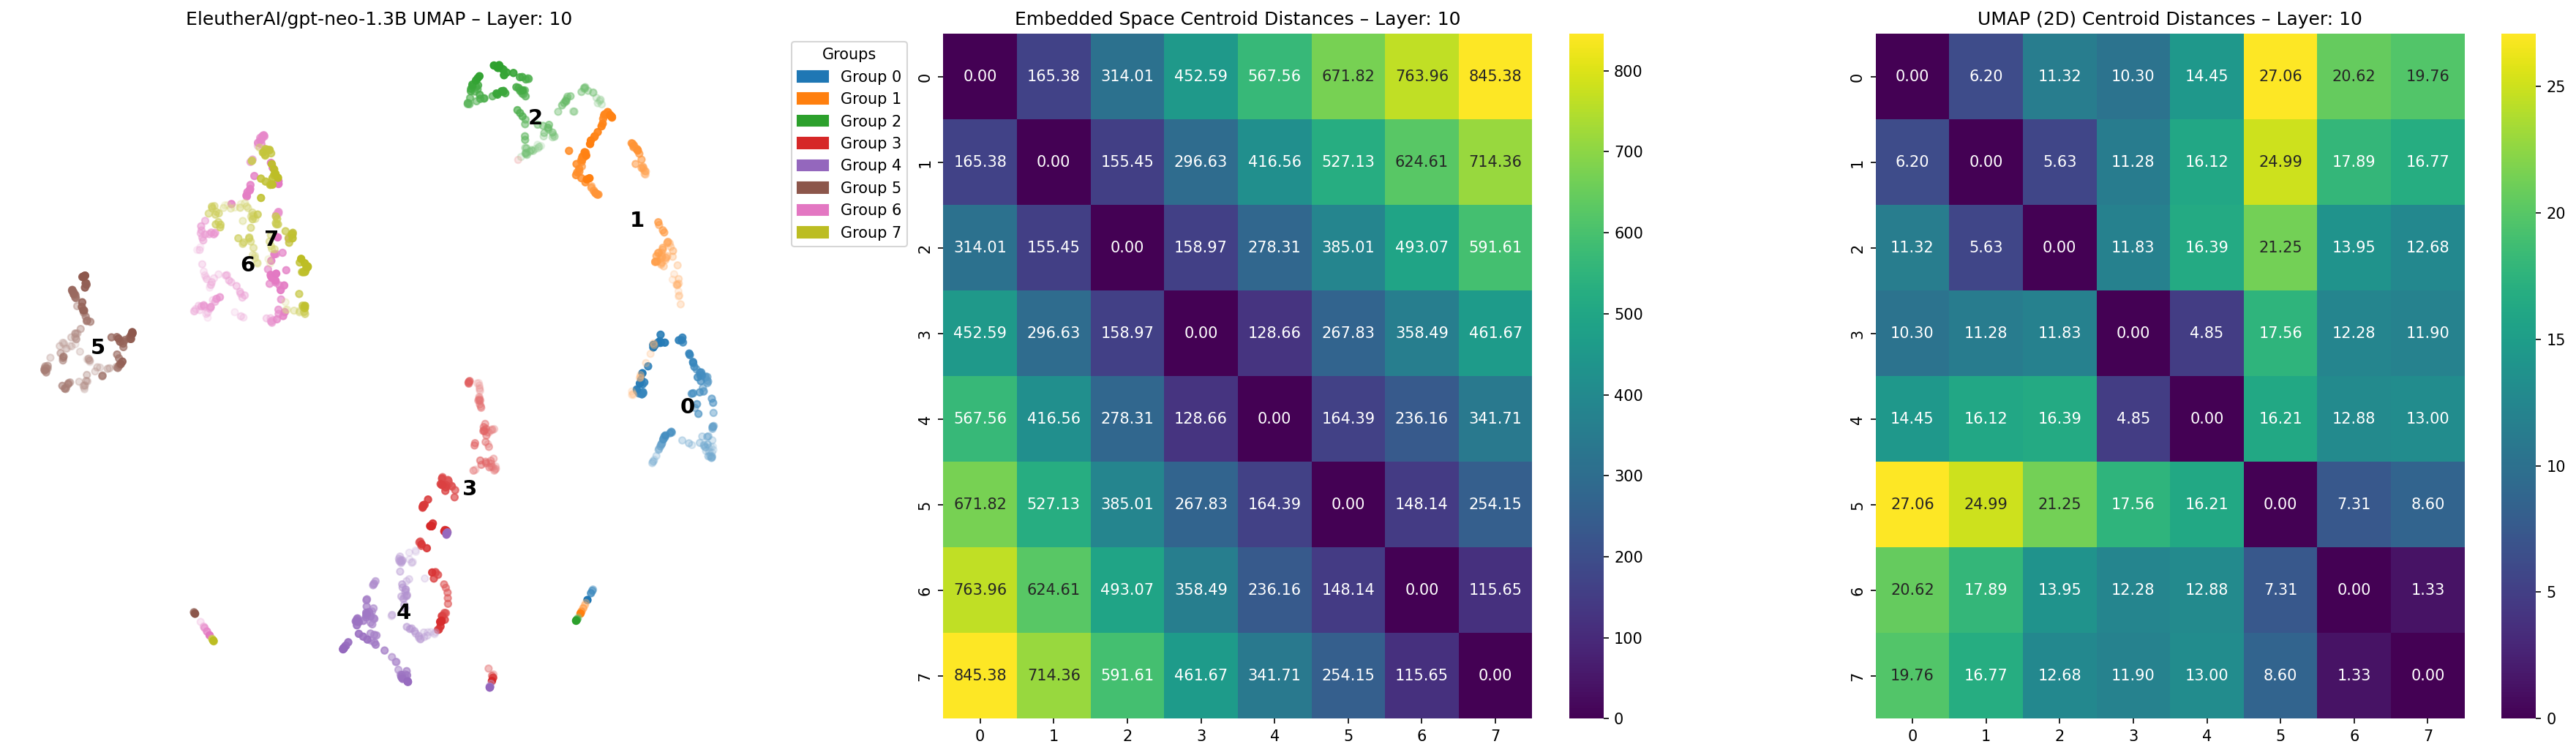 EleutherAI/gpt-neo-1.3B UMAP – Layer: 10
2
1
7
6
5
0
3
4
Groups
Group 0
Group 1
Group 2
Group 3
Group 4
Group 5
Group 6
Group 7
Embedded Space Centroid Distances – Layer: 10
0 0.00 165.38 314.01 452.59 567.56 671.82 763.96 845.38
1 165.38 0.00 155.45 296.63 416.56 527.13 624.61 714.36
2 314.01 155.45 0.00 158.97 278.31 385.01 493.07 591.61
3 452.59 296.63 158.97 0.00 128.66 267.83 358.49 461.67
4 567.56 416.56 278.31 128.66 0.00 164.39 236.16 341.71
5 671.82 527.13 385.01 267.83 164.39 0.00 148.14 254.15
6 763.96 624.61 493.07 358.49 236.16 148.14 0.00 115.65
7 845.38 714.36 591.61 461.67 341.71 254.15 115.65 0.00
0 1 2 3 4 5 6 7
800
700
600
500
400
300
200
100
0
UMAP (2D) Centroid Distances – Layer: 10
0 0.00 6.20 11.32 10.30 14.45 27.06 20.62 19.76
1 6.20 0.00 5.63 11.28 16.12 24.99 17.89 16.77
2 11.32 5.63 0.00 11.83 16.39 21.25 13.95 12.68
3 10.30 11.28 11.83 0.00 4.85 17.56 12.28 11.90
4 14.45 16.12 16.39 4.85 0.00 16.21 12.88 13.00
5 27.06 24.99 21.25 17.56 16.21 0.00 7.31 8.60
6 20.62 17.89 13.95 12.28 12.88 7.31 0.00 1.33
7 19.76 16.77 12.68 11.90 13.00 8.60 1.33 0.00
0 1 2 3 4 5 6 7
25
20
15
10
5
0